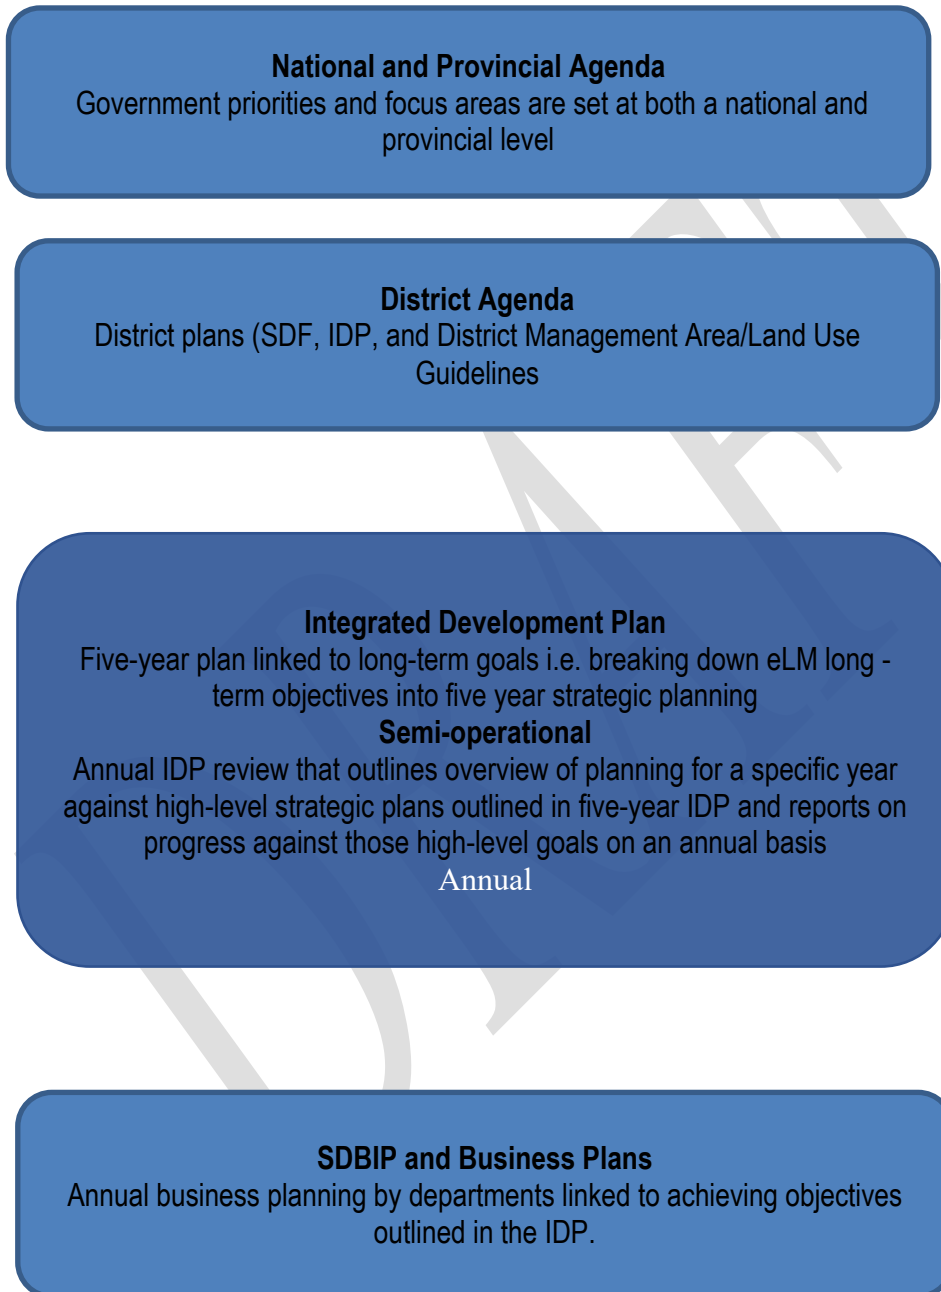 National and Provincial Agenda
Government priorities and focus areas are set at both a national and
provincial level
District Agenda
District plans (SDF, IDP, and District Management Area/Land Use
Guidelines
Integrated Development Plan
Five-year plan linked to long-term goals i.e. breaking down eLM long -
term objectives into five year strategic planning
Semi-operational
Annual IDP review that outlines overview of planning for a specific year
against high-level strategic plans outlined in five-year IDP and reports on
progress against those high-level goals on an annual basis
Annual
SDBIP and Business Plans
Annual business planning by departments linked to achieving objectives
outlined in the IDP.
DRAFT